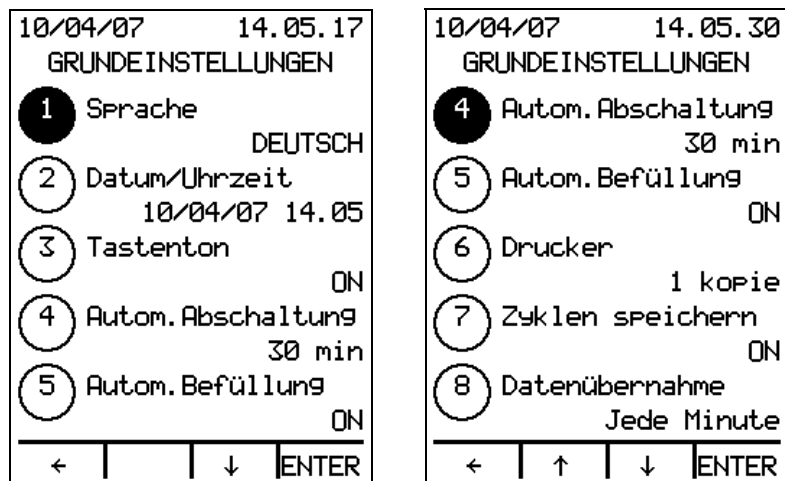 10/04/07 14.05.17
GRUNDEINSTELLUNGEN
1 Sprache
DEUTSCH
2 Datum/Uhrzeit
10/04/07 14.05
3 Tastenton
ON
4 Autom.Abschaltung
30 min
5 Autom.Befüllung
ON
← ↓ ENTER
10/04/07 14.05.30
GRUNDEINSTELLUNGEN
4 Autom.Abschaltung
30 min
5 Autom.Befüllung
ON
6 Drucker
1 kopie
7 Zyklen speichern
ON
8 Datenübernahme
Jede Minute
← ↑ ↓ ENTER